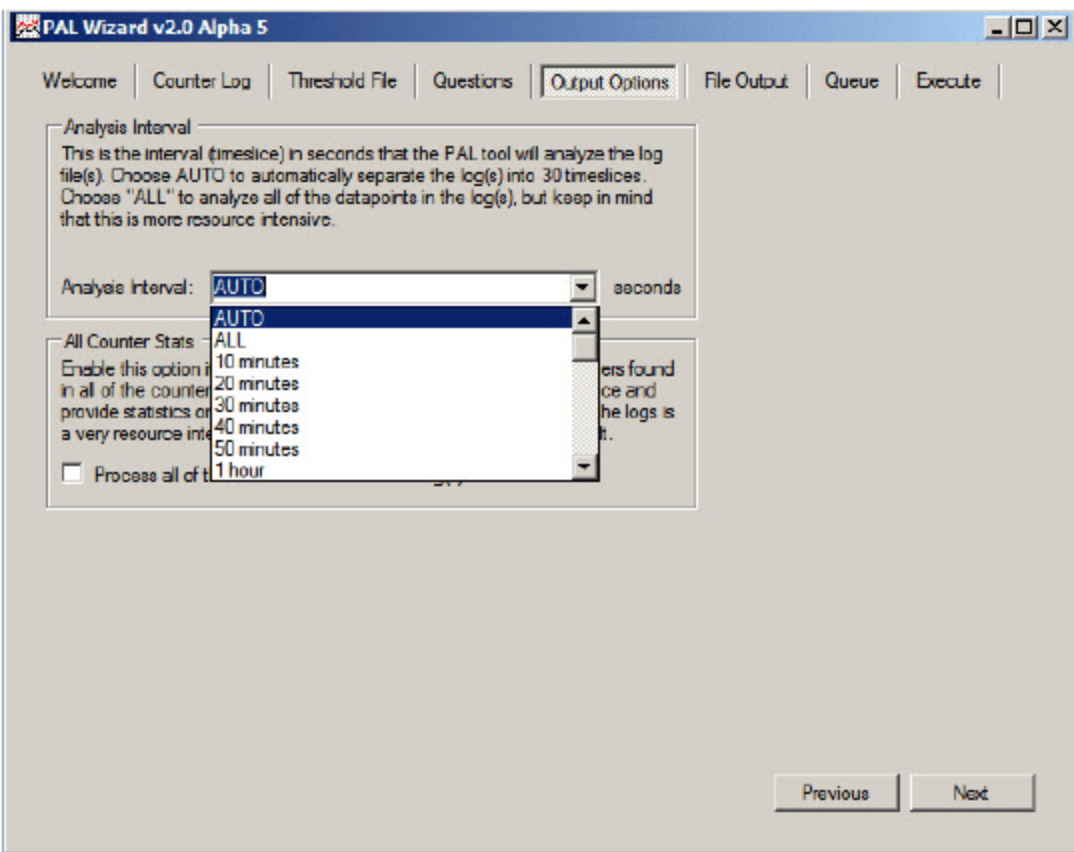 PAL Wizard v2.0 Alpha 5
Welcome Counter Log Threshold File Questions Output Options File Output Queue Execute
Analysis Interval
This is the interval (timeslice) in seconds that the PAL tool will analyze the log
file(s). Choose AUTO to automatically separate the log(s) into 30 timeslices.
Choose "ALL" to analyze all of the datapoints in the log(s), but keep in mind
that this is more resource intensive.
Analysis Interval: AUTO seconds
AUTO
ALL
10 minutes
20 minutes
30 minutes
40 minutes
50 minutes
1 hour
All Counter Stats
Enable this option i ers found
in all of the counter ce and
provide statistics or he logs is
a very resource inte t.
Process all of t
Previous Next